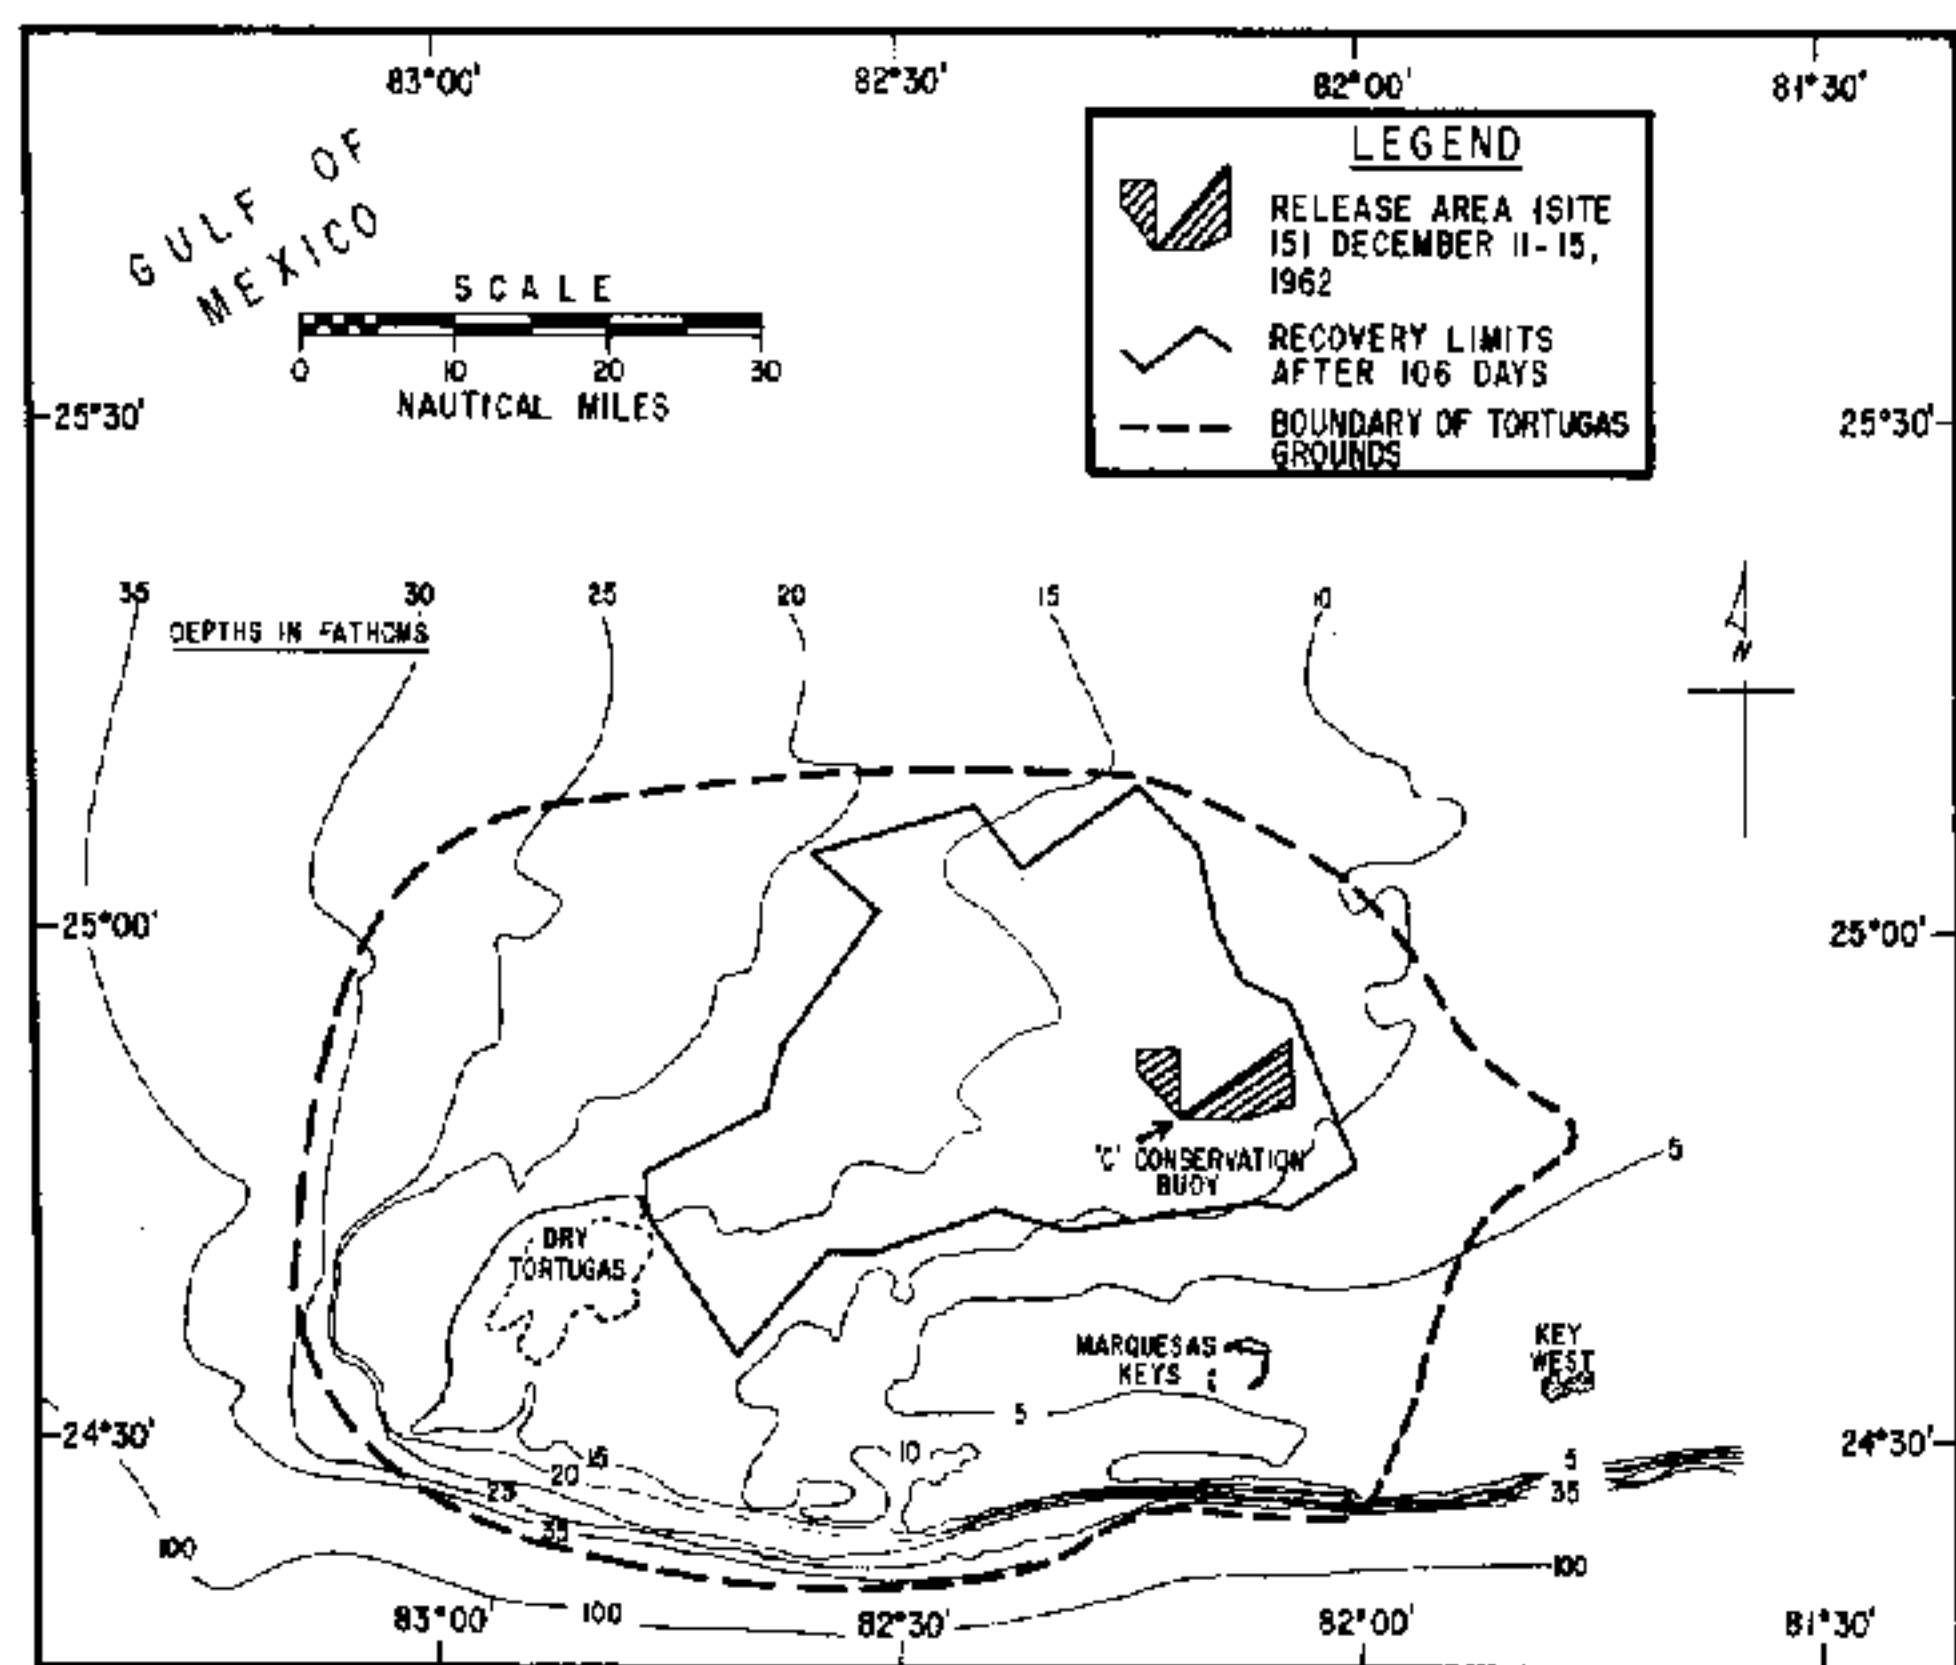 83°00'
82°30'
82°00'
81°30'
GULF OF
MEXICO
SCALE
0 10 20 30
NAUTICAL MILES
LEGEND
RELEASE AREA (SITE
15) DECEMBER 11-15,
1962
RECOVERY LIMITS
AFTER 106 DAYS
BOUNDARY OF TORTUGAS
GROUNDS
25°30'
25°30'
35
30
25
20
15
10
DEPTHS IN FATHOMS
N
25°00'
25°00'
"C" CONSERVATION
BUOY
5
DRY
TORTUGAS
MARQUESAS
KEYS
KEY
WEST
5
24°30'
24°30'
15
10
20
25
5
35
35
100
100
100
83°00'
82°30'
82°00'
81°30'